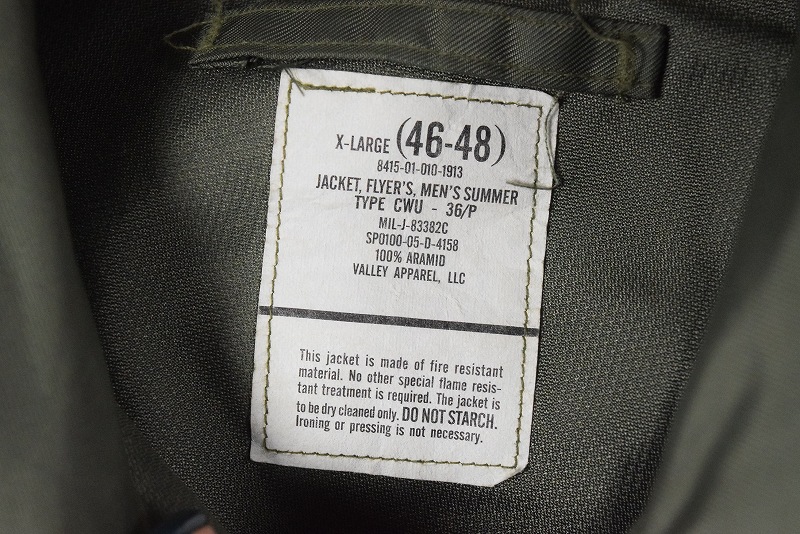 X-LARGE (46-48)
8415-01-010-1913
JACKET, FLYER'S, MEN'S SUMMER
TYPE CWU - 36/P
MIL-J-83382C
SPO100-05-D-4158
100% ARAMID
VALLEY APPAREL, LLC
This jacket is made of fire resistant
material. No other special flame resis-
tant treatment is required. The jacket is
to be dry cleaned only. DO NOT STARCH.
Ironing or pressing is not necessary.